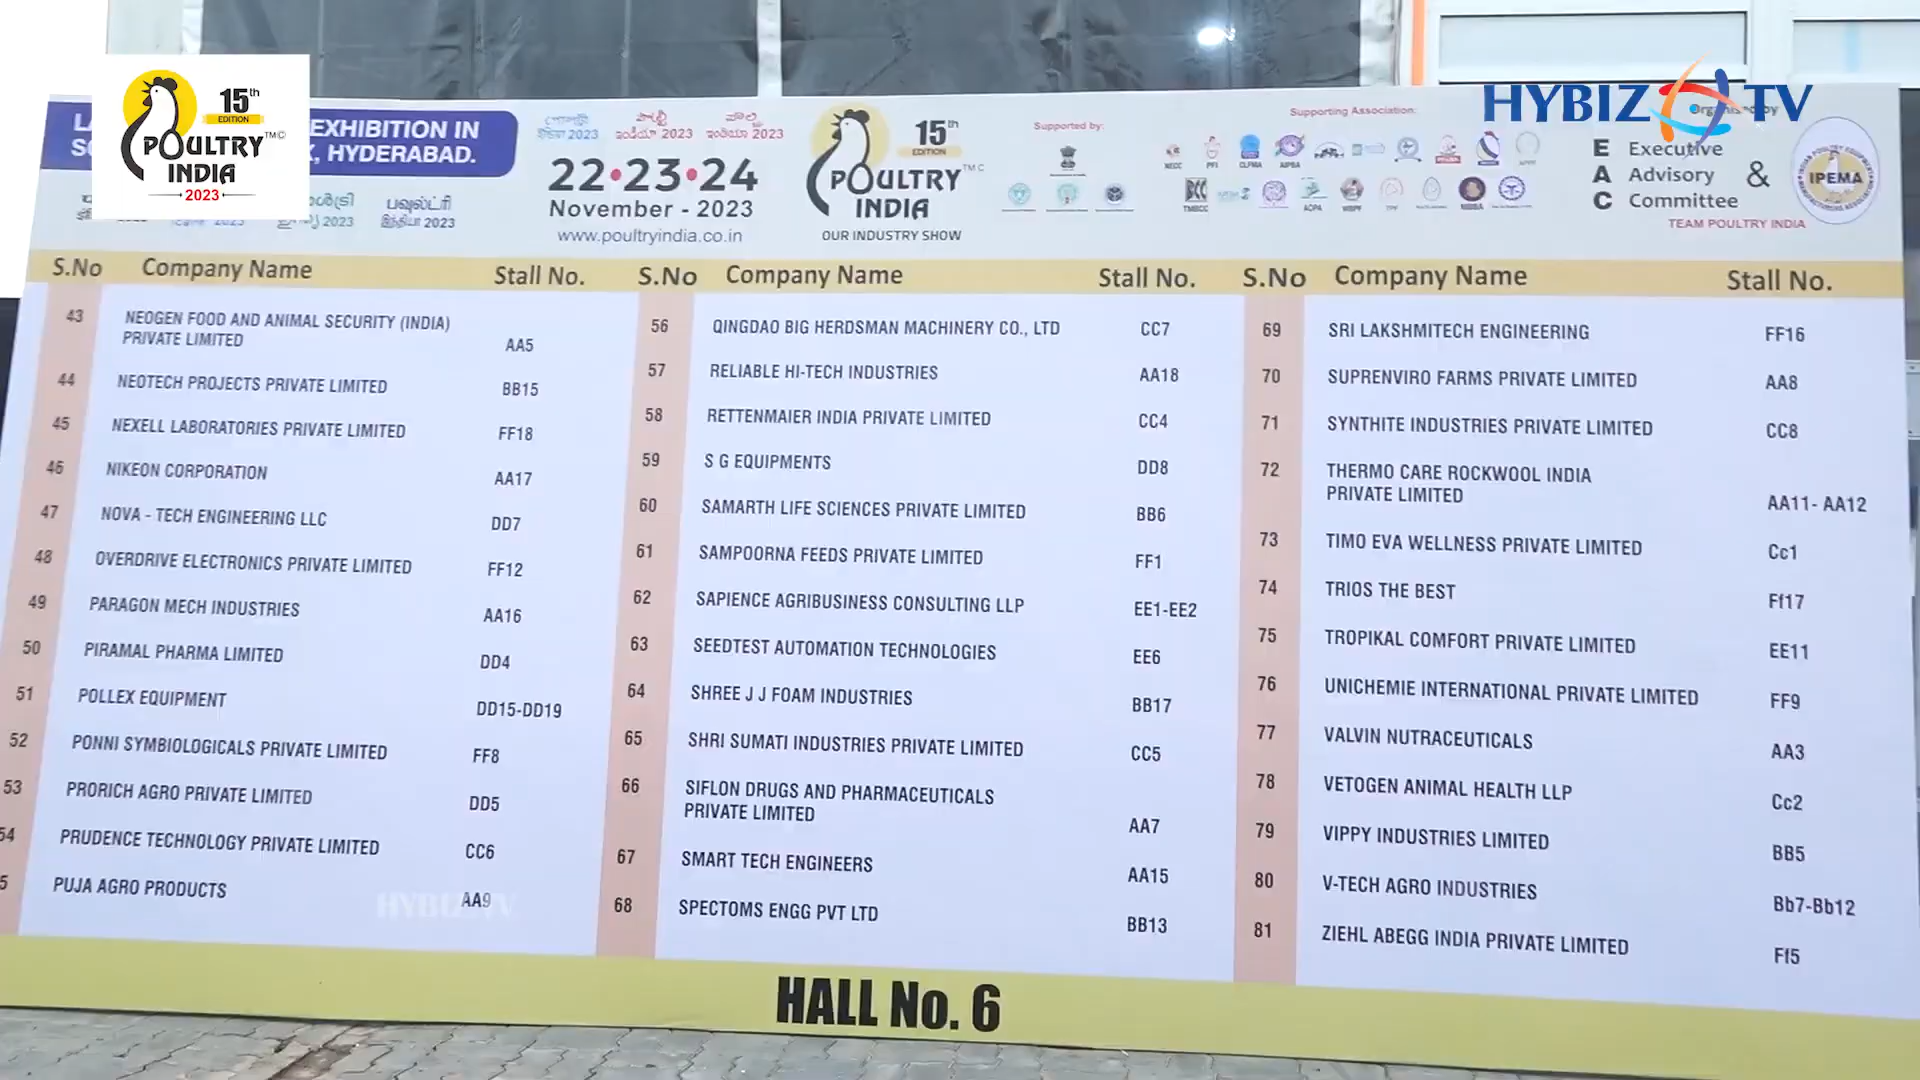 15th
EDITION
POULTRY TM©
INDIA
2023
EXHIBITION IN
HYDERABAD.
ఇండియా 2023
22•23•24
November - 2023
www.poultryindia.co.in
15th
EDITION
POULTRY TM C
INDIA
OUR INDUSTRY SHOW
Supported by:
Supporting Association:
HYBIZ TV
E Executive
A Advisory
C Committee
&
IPEMA
TEAM POULTRY INDIA
S.No Company Name Stall No. S.No Company Name Stall No. S.No Company Name Stall No.
43 NEOGEN FOOD AND ANIMAL SECURITY (INDIA)
PRIVATE LIMITED AA5
44 NEOTECH PROJECTS PRIVATE LIMITED BB15
45 NEXELL LABORATORIES PRIVATE LIMITED FF18
46 NIKEON CORPORATION AA17
47 NOVA - TECH ENGINEERING LLC DD7
48 OVERDRIVE ELECTRONICS PRIVATE LIMITED FF12
49 PARAGON MECH INDUSTRIES AA16
50 PIRAMAL PHARMA LIMITED DD4
51 POLLEX EQUIPMENT DD15-DD19
52 PONNI SYMBIOLOGICALS PRIVATE LIMITED FF8
53 PRORICH AGRO PRIVATE LIMITED DD5
54 PRUDENCE TECHNOLOGY PRIVATE LIMITED CC6
5 PUJA AGRO PRODUCTS AA9
56 QINGDAO BIG HERDSMAN MACHINERY CO., LTD CC7
57 RELIABLE HI-TECH INDUSTRIES AA18
58 RETTENMAIER INDIA PRIVATE LIMITED CC4
59 S G EQUIPMENTS DD8
60 SAMARTH LIFE SCIENCES PRIVATE LIMITED BB6
61 SAMPOORNA FEEDS PRIVATE LIMITED FF1
62 SAPIENCE AGRIBUSINESS CONSULTING LLP EE1-EE2
63 SEEDTEST AUTOMATION TECHNOLOGIES EE6
64 SHREE J J FOAM INDUSTRIES BB17
65 SHRI SUMATI INDUSTRIES PRIVATE LIMITED CC5
66 SIFLON DRUGS AND PHARMACEUTICALS
PRIVATE LIMITED AA7
67 SMART TECH ENGINEERS AA15
68 SPECTOMS ENGG PVT LTD BB13
69 SRI LAKSHMITECH ENGINEERING FF16
70 SUPRENVIRO FARMS PRIVATE LIMITED AA8
71 SYNTHITE INDUSTRIES PRIVATE LIMITED CC8
72 THERMO CARE ROCKWOOL INDIA
PRIVATE LIMITED AA11- AA12
73 TIMO EVA WELLNESS PRIVATE LIMITED Cc1
74 TRIOS THE BEST Ff17
75 TROPIKAL COMFORT PRIVATE LIMITED EE11
76 UNICHEMIE INTERNATIONAL PRIVATE LIMITED FF9
77 VALVIN NUTRACEUTICALS AA3
78 VETOGEN ANIMAL HEALTH LLP Cc2
79 VIPPY INDUSTRIES LIMITED BB5
80 V-TECH AGRO INDUSTRIES Bb7-Bb12
81 ZIEHL ABEGG INDIA PRIVATE LIMITED Ff5
HYBIZ TV
HALL No. 6